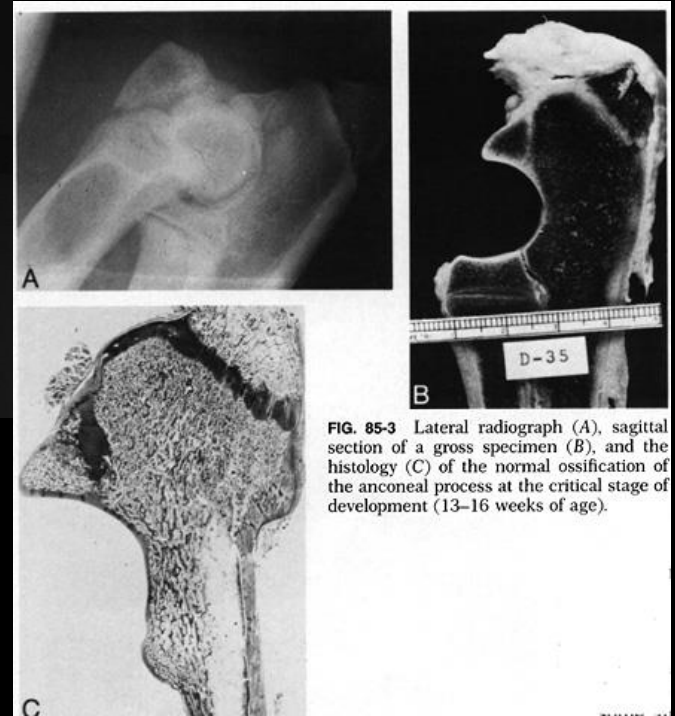 A
B
D-35
FIG. 85-3 Lateral radiograph (A), sagittal
section of a gross specimen (B), and the
histology (C) of the normal ossification of
the anconeal process at the critical stage of
development (13–16 weeks of age).
C